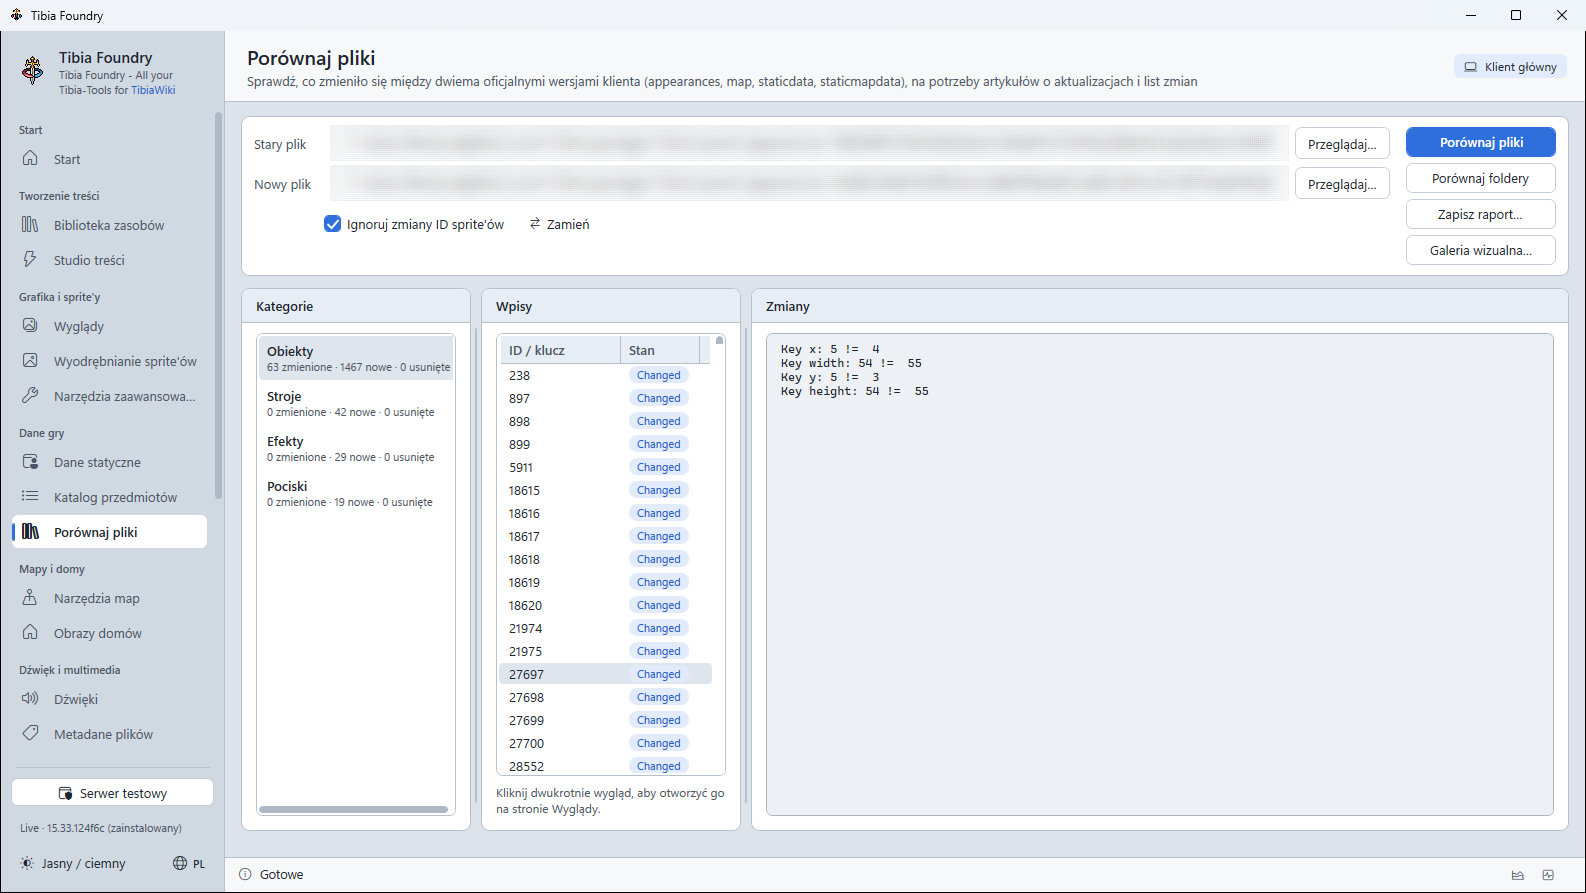 Tibia Foundry
Tibia Foundry
Tibia Foundry - All your
Tibia-Tools for TibiaWiki
Start
Start
Tworzenie treści
Biblioteka zasobów
Studio treści
Grafika i sprite'y
Wyglądy
Wyodrębnianie sprite'ów
Narzędzia zaawansowa...
Dane gry
Dane statyczne
Katalog przedmiotów
Porównaj pliki
Mapy i domy
Narzędzia map
Obrazy domów
Dźwięk i multimedia
Dźwięki
Metadane plików
Serwer testowy
Live · 15.33.124f6c (zainstalowany)
Jasny / ciemny
PL
Porównaj pliki
Sprawdź, co zmieniło się między dwiema oficjalnymi wersjami klienta (appearances, map, staticdata, staticmapdata), na potrzeby artykułów o aktualizacjach i list zmian
Klient główny
Stary plik
Przeglądaj...
Nowy plik
Przeglądaj...
Ignoruj zmiany ID sprite'ów
Zamień
Porównaj pliki
Porównaj foldery
Zapisz raport...
Galeria wizualna...
Kategorie
Obiekty
63 zmienione · 1467 nowe · 0 usunięte
Stroje
0 zmienione · 42 nowe · 0 usunięte
Efekty
0 zmienione · 29 nowe · 0 usunięte
Pociski
0 zmienione · 19 nowe · 0 usunięte
Wpisy
ID / klucz Stan
238 Changed
897 Changed
898 Changed
899 Changed
5911 Changed
18615 Changed
18616 Changed
18617 Changed
18618 Changed
18619 Changed
18620 Changed
21974 Changed
21975 Changed
27697 Changed
27698 Changed
27699 Changed
27700 Changed
28552 Changed
Kliknij dwukrotnie wygląd, aby otworzyć go
na stronie Wyglądy.
Zmiany
Key x: 5 != 4
Key width: 54 != 55
Key y: 5 != 3
Key height: 54 != 55
Gotowe